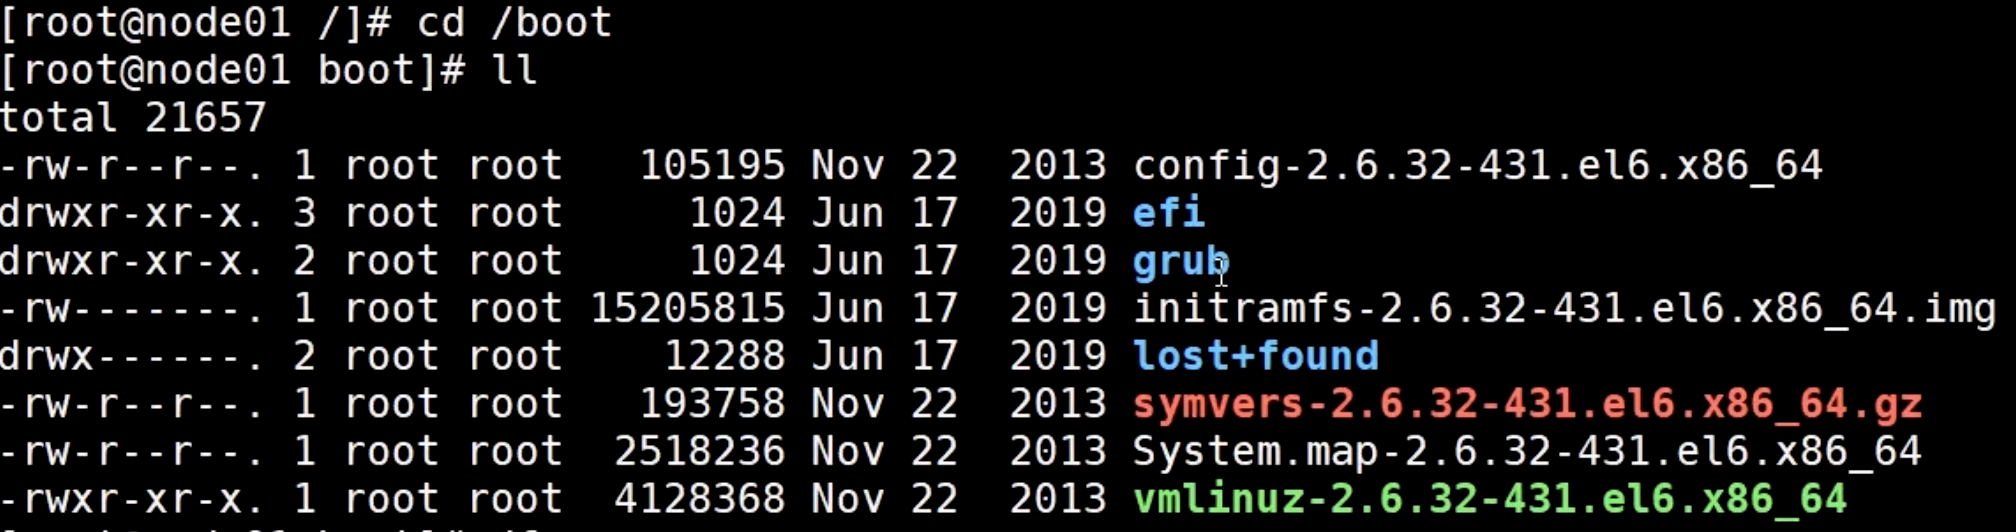 [root@node01 /]# cd /boot
[root@node01 boot]# ll
total 21657
-rw-r--r--. 1 root root   105195 Nov 22  2013 config-2.6.32-431.el6.x86_64
drwxr-xr-x. 3 root root     1024 Jun 17  2019 efi
drwxr-xr-x. 2 root root     1024 Jun 17  2019 grub
-rw-------. 1 root root 15205815 Jun 17  2019 initramfs-2.6.32-431.el6.x86_64.img
drwx------. 2 root root    12288 Jun 17  2019 lost+found
-rw-r--r--. 1 root root   193758 Nov 22  2013 symvers-2.6.32-431.el6.x86_64.gz
-rw-r--r--. 1 root root  2518236 Nov 22  2013 System.map-2.6.32-431.el6.x86_64
-rwxr-xr-x. 1 root root  4128368 Nov 22  2013 vmlinuz-2.6.32-431.el6.x86_64